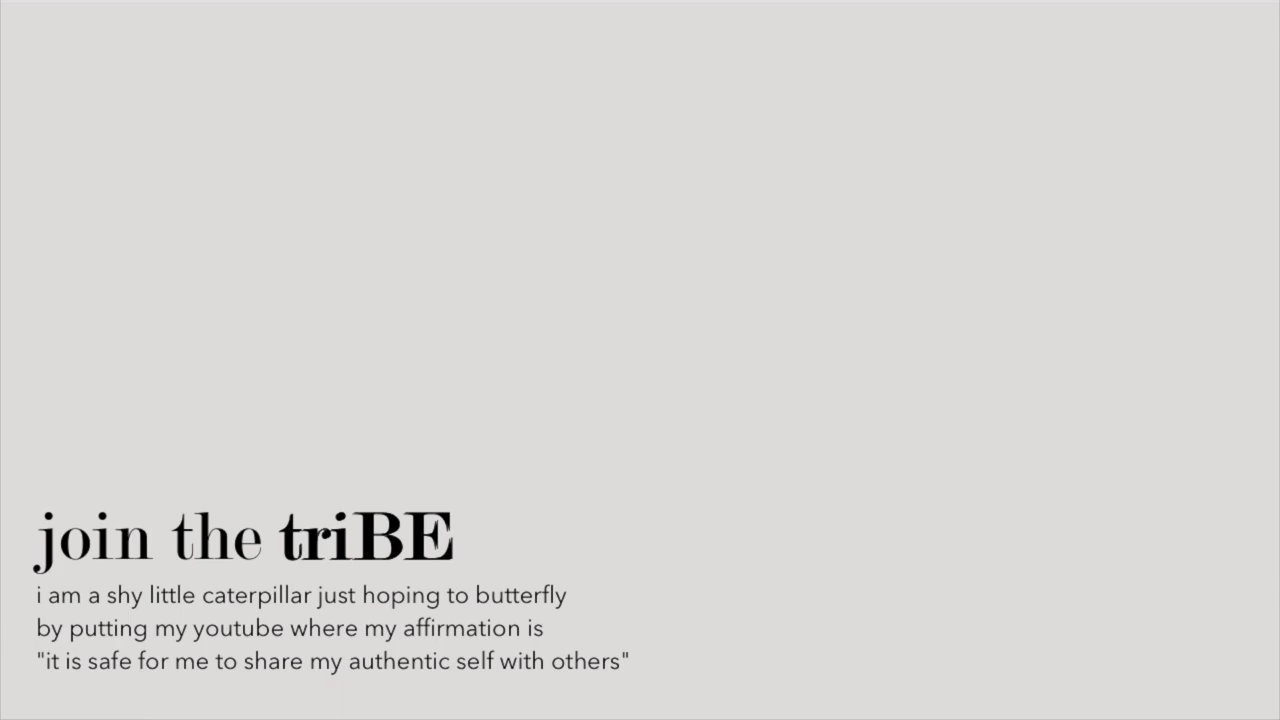 join the triBE
i am a shy little caterpillar just hoping to butterfly
by putting my youtube where my affirmation is
"it is safe for me to share my authentic self with others"